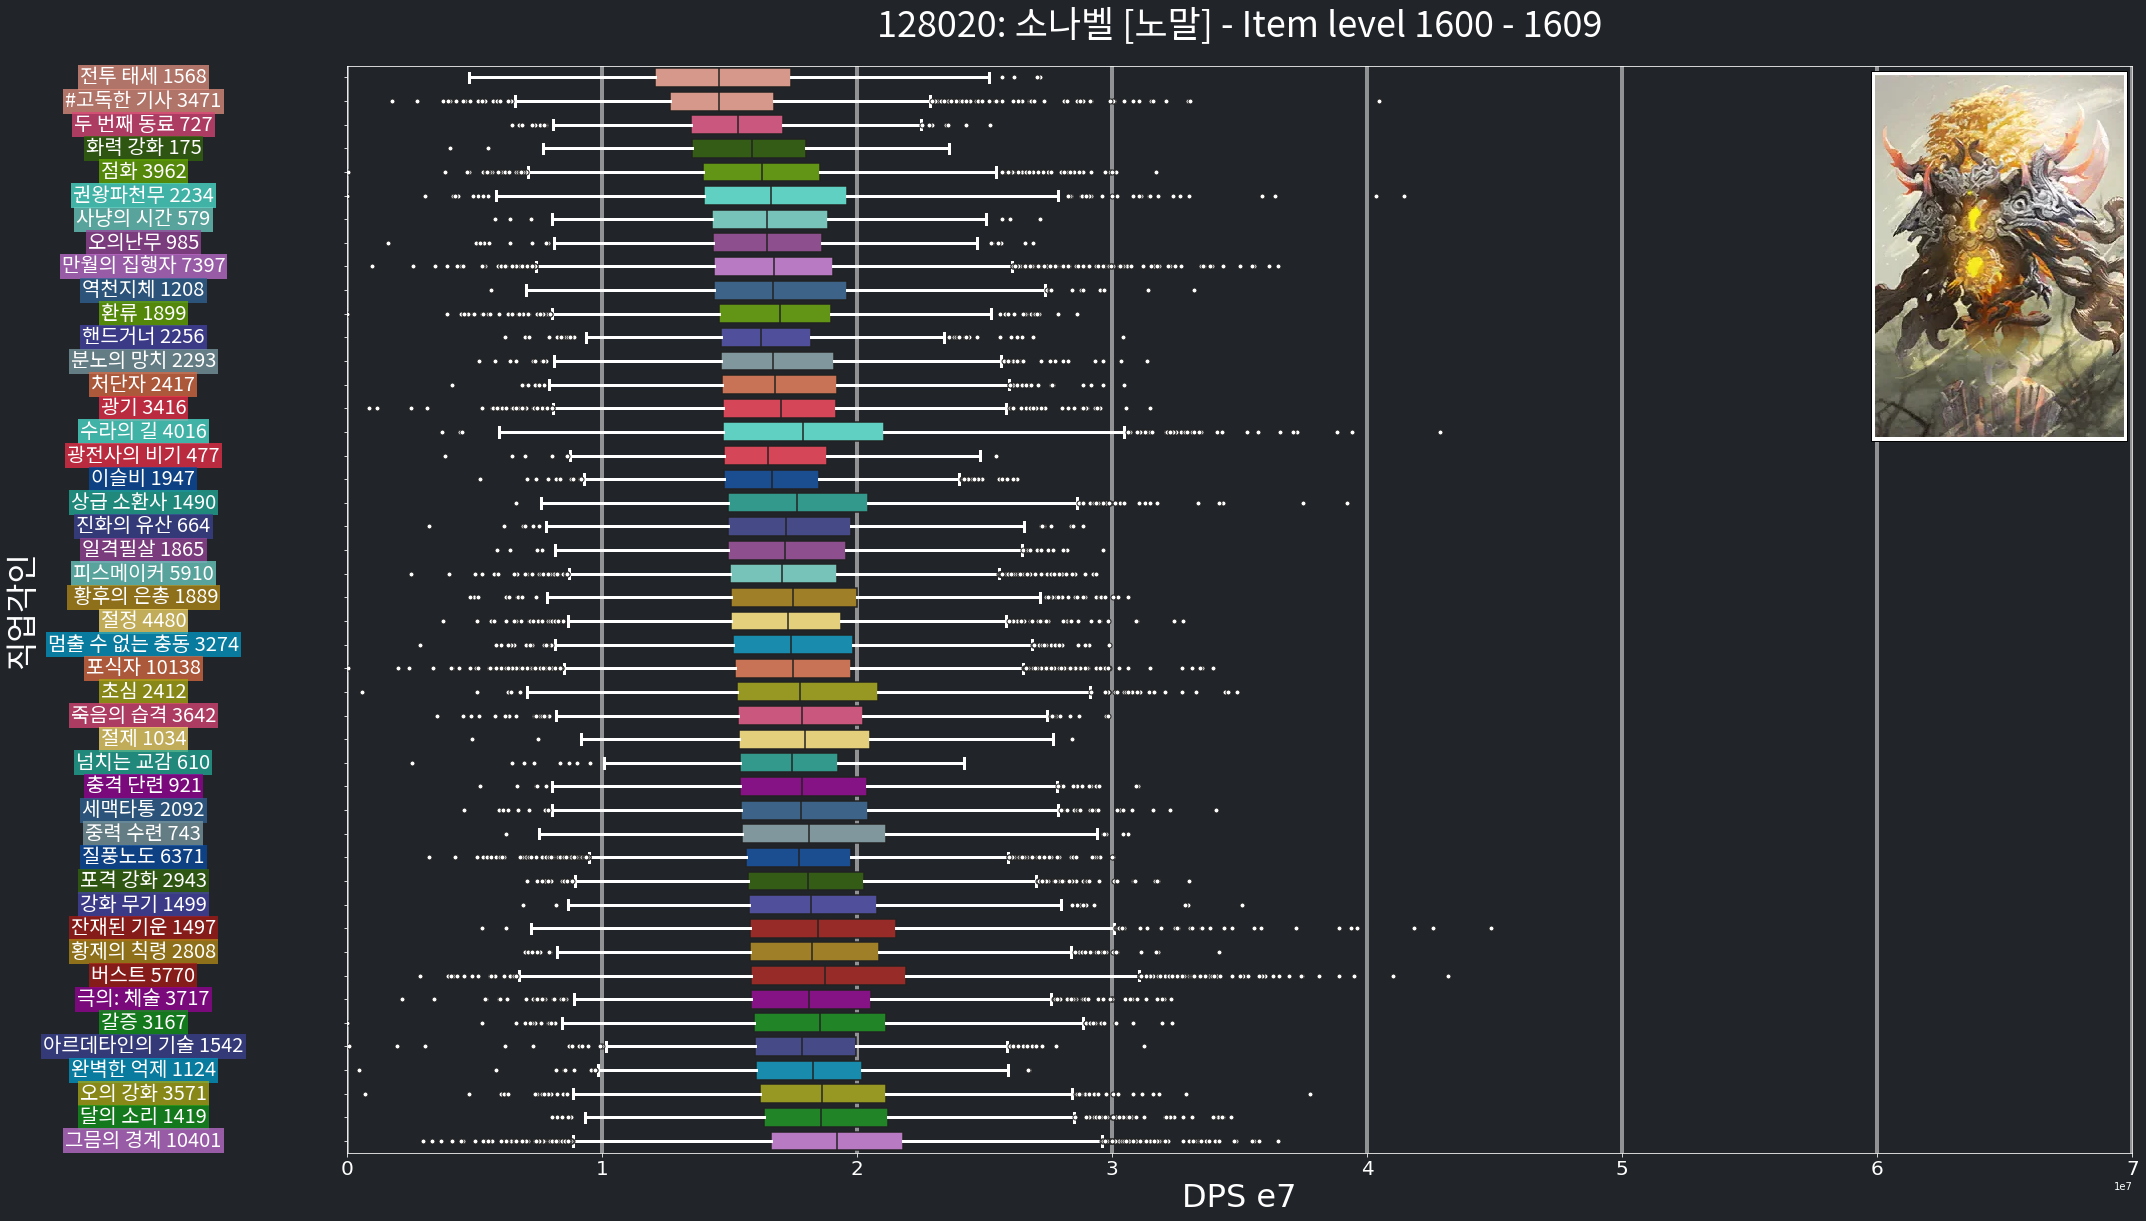 128020: 소나벨 [노말] - Item level 1600 - 1609
전투 태세 1568
#고독한 기사 3471
두 번째 동료 727
화력 강화 175
점화 3962
권왕파천무 2234
사냥의 시간 579
오의난무 985
만월의 집행자 7397
역천지체 1208
환류 1899
핸드거너 2256
분노의 망치 2293
처단자 2417
광기 3416
수라의 길 4016
광전사의 비기 477
이슬비 1947
상급 소환사 1490
진화의 유산 664
일격필살 1865
피스메이커 5910
황후의 은총 1889
절정 4480
멈출 수 없는 충동 3274
포식자 10138
초심 2412
죽음의 습격 3642
절제 1034
넘치는 교감 610
충격 단련 921
세맥타통 2092
중력 수련 743
질풍노도 6371
포격 강화 2943
강화 무기 1499
잔재된 기운 1497
황제의 칙령 2808
버스트 5770
극의: 체술 3717
갈증 3167
아르데타인의 기술 1542
완벽한 억제 1124
오의 강화 3571
달의 소리 1419
그믐의 경계 10401
직업각인
0 1 2 3 4 5 6 7
1e7
DPS e7